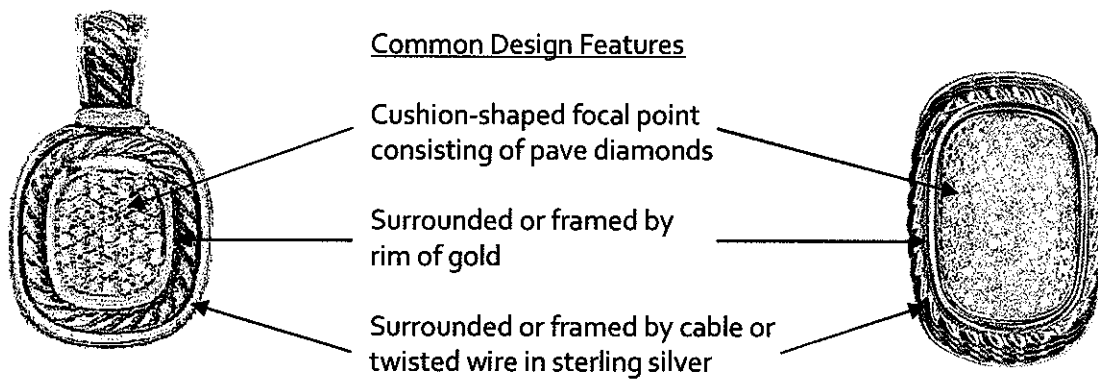 Common Design Features
Cushion-shaped focal point
consisting of pave diamonds
Surrounded or framed by
rim of gold
Surrounded or framed by cable or
twisted wire in sterling silver